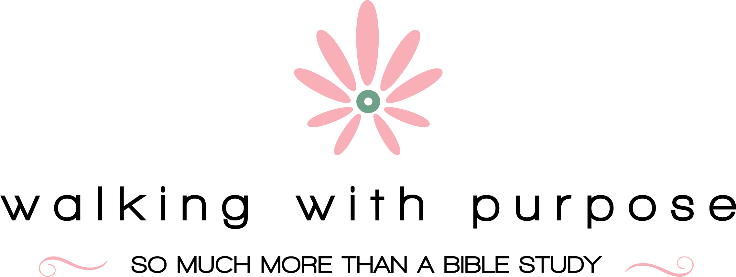 walking with purpose
SO MUCH MORE THAN A BIBLE STUDY